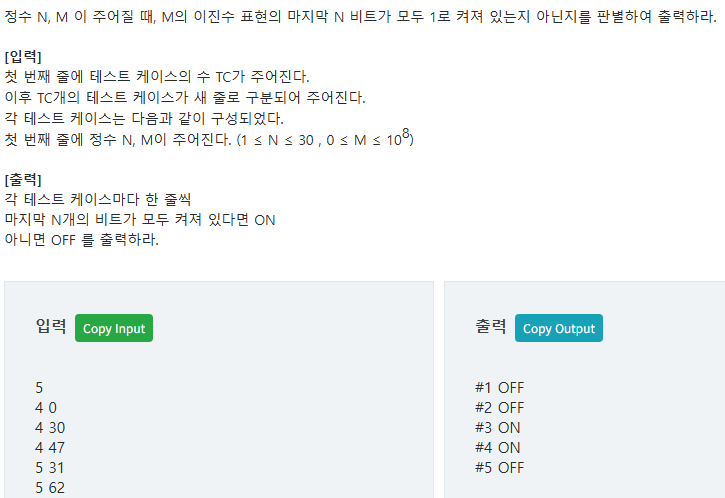 정수 N, M 이 주어질 때, M의 이진수 표현의 마지막 N 비트가 모두 1로 켜져 있는지 아닌지를 판별하여 출력하라.
[입력]
첫 번째 줄에 테스트 케이스의 수 TC가 주어진다.
이후 TC개의 테스트 케이스가 새 줄로 구분되어 주어진다.
각 테스트 케이스는 다음과 같이 구성되었다.
첫 번째 줄에 정수 N, M이 주어진다. (1 ≤ N ≤ 30 , 0 ≤ M ≤ 10⁸)
[출력]
각 테스트 케이스마다 한 줄씩
마지막 N개의 비트가 모두 켜져 있다면 ON
아니면 OFF 를 출력하라.
입력 Copy Input
5
4 0
4 30
4 47
5 31
5 62
출력 Copy Output
#1 OFF
#2 OFF
#3 ON
#4 ON
#5 OFF